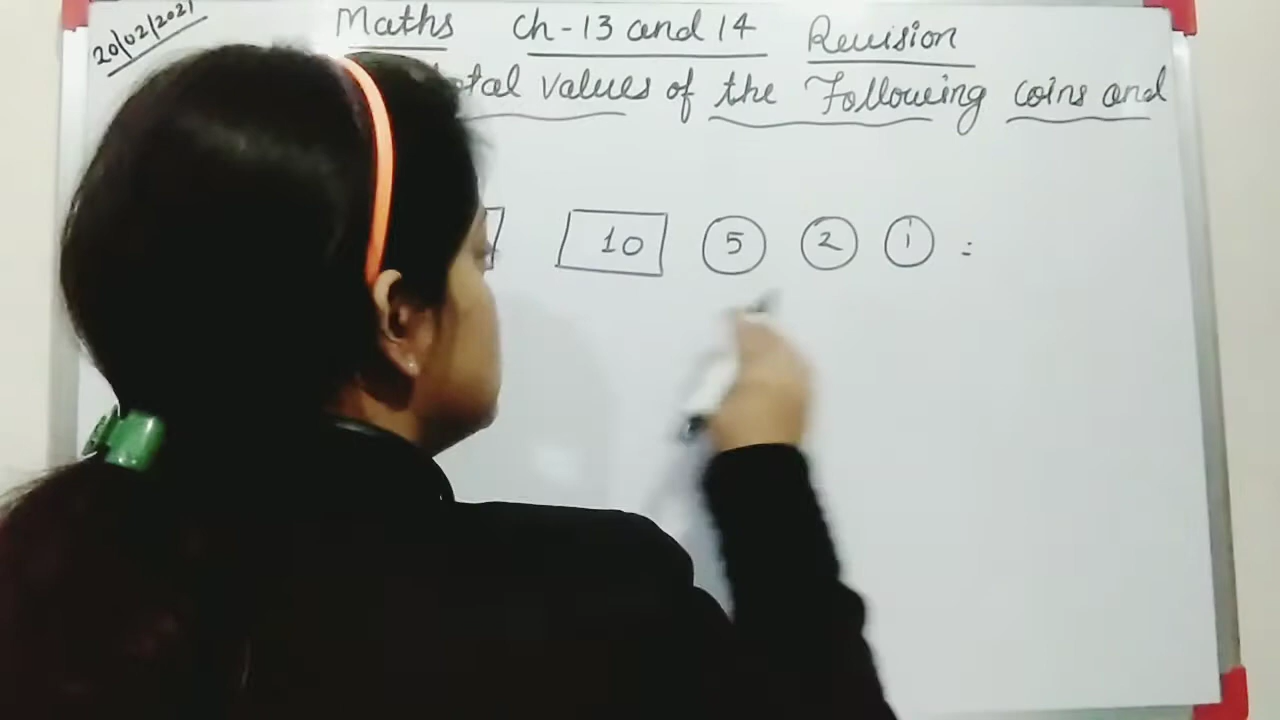 20/02/2021
Maths Ch-13 and 14 Revision
values of the Following coins and
10 5 2 1 =